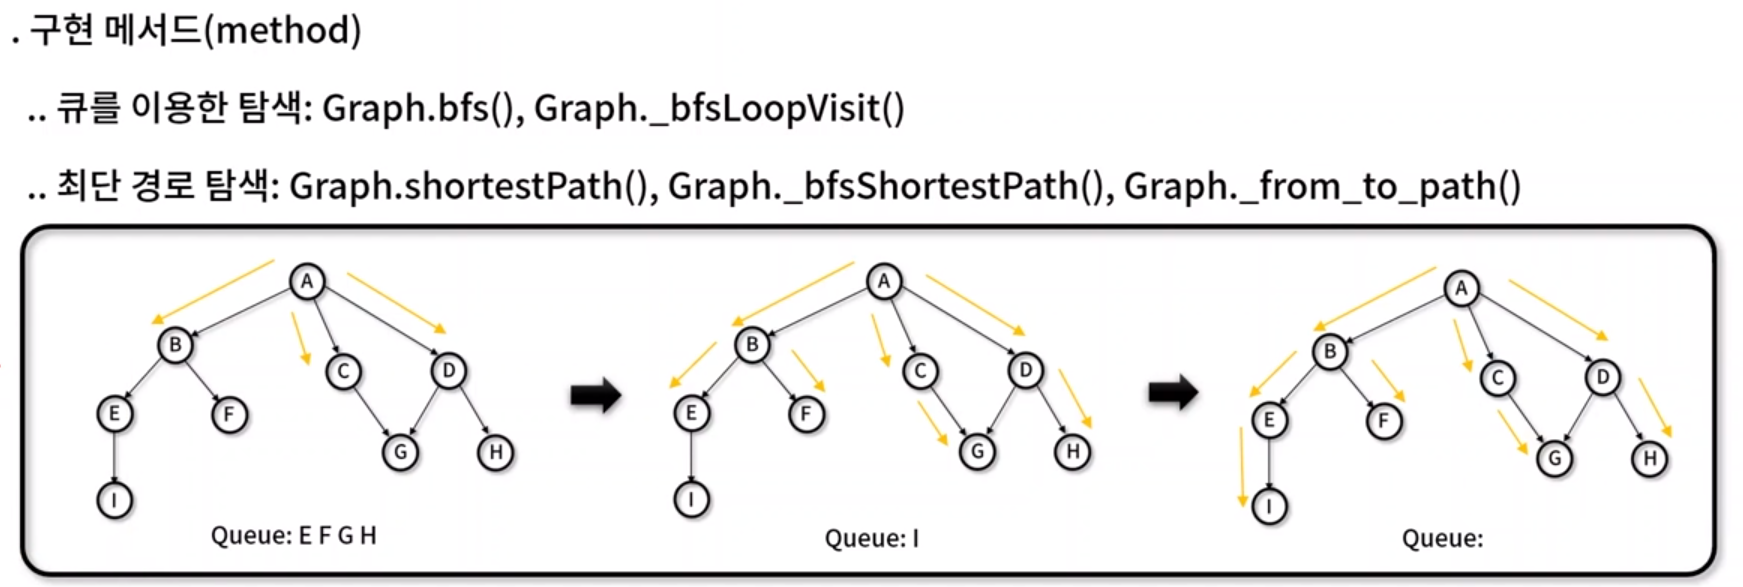 . 구현 메서드(method)
.. 큐를 이용한 탐색: Graph.bfs(), Graph._bfsLoopVisit()
.. 최단 경로 탐색: Graph.shortestPath(), Graph._bfsShortestPath(), Graph._from_to_path()
A
B
C
D
E
F
G
H
I
Queue: E F G H
A
B
C
D
E
F
G
H
I
Queue: I
A
B
C
D
E
F
G
H
I
Queue: